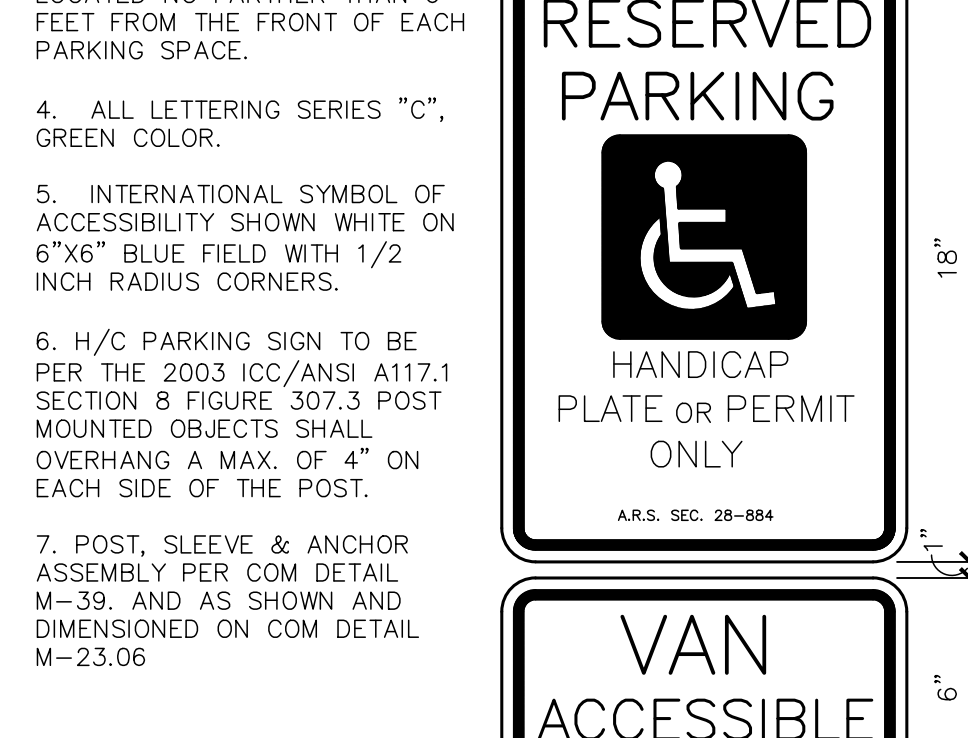 FEET FROM THE FRONT OF EACH
PARKING SPACE.
4. ALL LETTERING SERIES "C",
GREEN COLOR.
5. INTERNATIONAL SYMBOL OF
ACCESSIBILITY SHOWN WHITE ON
6"X6" BLUE FIELD WITH 1/2
INCH RADIUS CORNERS.
6. H/C PARKING SIGN TO BE
PER THE 2003 ICC/ANSI A117.1
SECTION 8 FIGURE 307.3 POST
MOUNTED OBJECTS SHALL
OVERHANG A MAX. OF 4" ON
EACH SIDE OF THE POST.
7. POST, SLEEVE & ANCHOR
ASSEMBLY PER COM DETAIL
M-39. AND AS SHOWN AND
DIMENSIONED ON COM DETAIL
M-23.06
RESERVED
PARKING
HANDICAP
PLATE OR PERMIT
ONLY
A.R.S. SEC. 28-884
VAN
ACCESSIBLE
18"
1"
6"